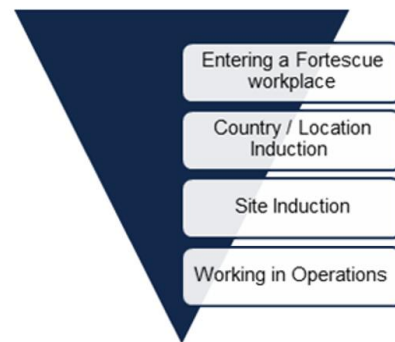 Entering a Fortescue
workplace
Country / Location
Induction
Site Induction
Working in Operations